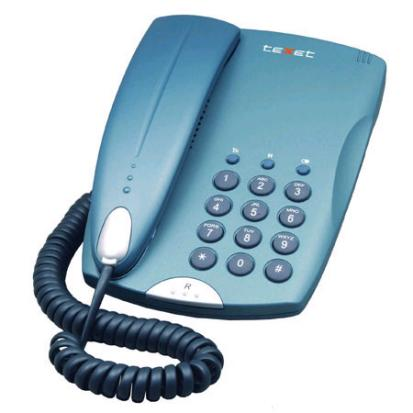 teXet
R
1
ABC
2
DEF
3
GHI
4
JKL
5
MNO
6
PQRS
7
TUV
8
WXYZ
9
*
0
#
R